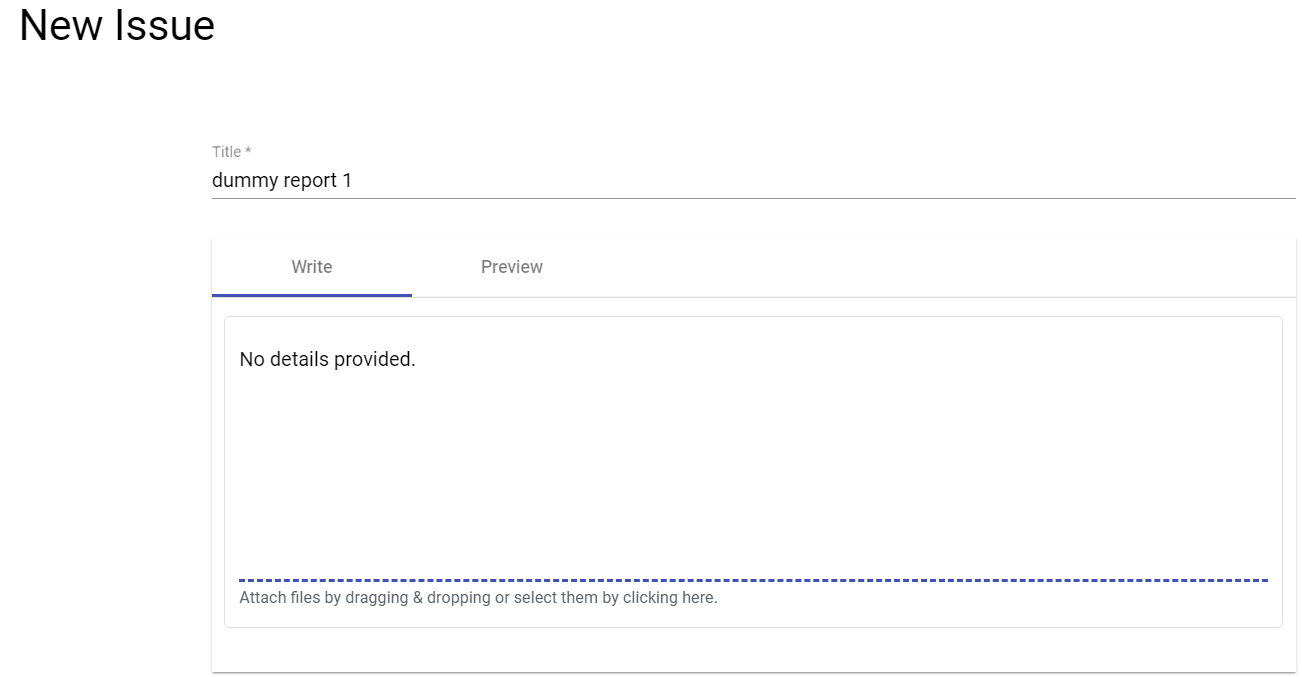 New Issue
Title *
dummy report 1
Write
Preview
No details provided.
Attach files by dragging & dropping or select them by clicking here.